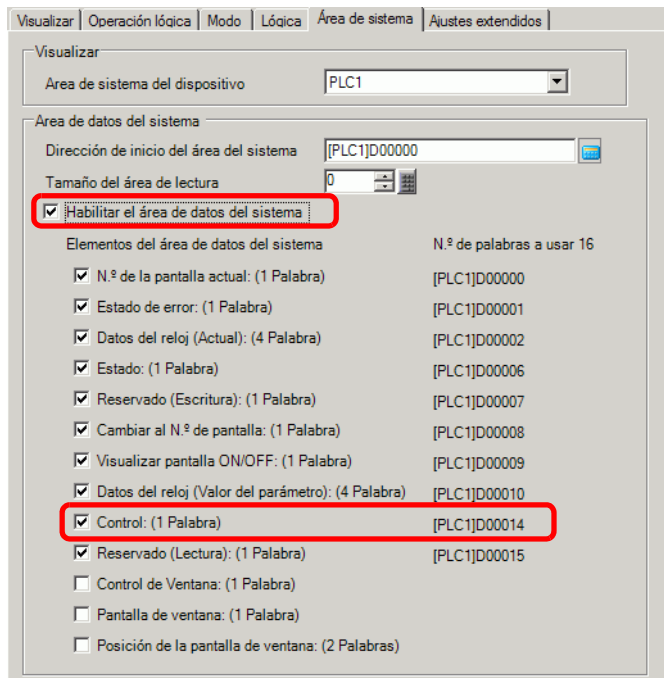 Visualizar Operación lógica Modo Lógica Área de sistema Ajustes extendidos
Visualizar
Area de sistema del dispositivo PLC1
Area de datos del sistema
Dirección de inicio del área del sistema [PLC1]D00000
Tamaño del área de lectura 0
Habilitar el área de datos del sistema
Elementos del área de datos del sistema N.º de palabras a usar 16
N.º de la pantalla actual: (1 Palabra) [PLC1]D00000
Estado de error: (1 Palabra) [PLC1]D00001
Datos del reloj (Actual): (4 Palabra) [PLC1]D00002
Estado: (1 Palabra) [PLC1]D00006
Reservado (Escritura): (1 Palabra) [PLC1]D00007
Cambiar al N.º de pantalla: (1 Palabra) [PLC1]D00008
Visualizar pantalla ON/OFF: (1 Palabra) [PLC1]D00009
Datos del reloj (Valor del parámetro): (4 Palabra) [PLC1]D00010
Control: (1 Palabra) [PLC1]D00014
Reservado (Lectura): (1 Palabra) [PLC1]D00015
Control de Ventana: (1 Palabra)
Pantalla de ventana: (1 Palabra)
Posición de la pantalla de ventana: (2 Palabras)